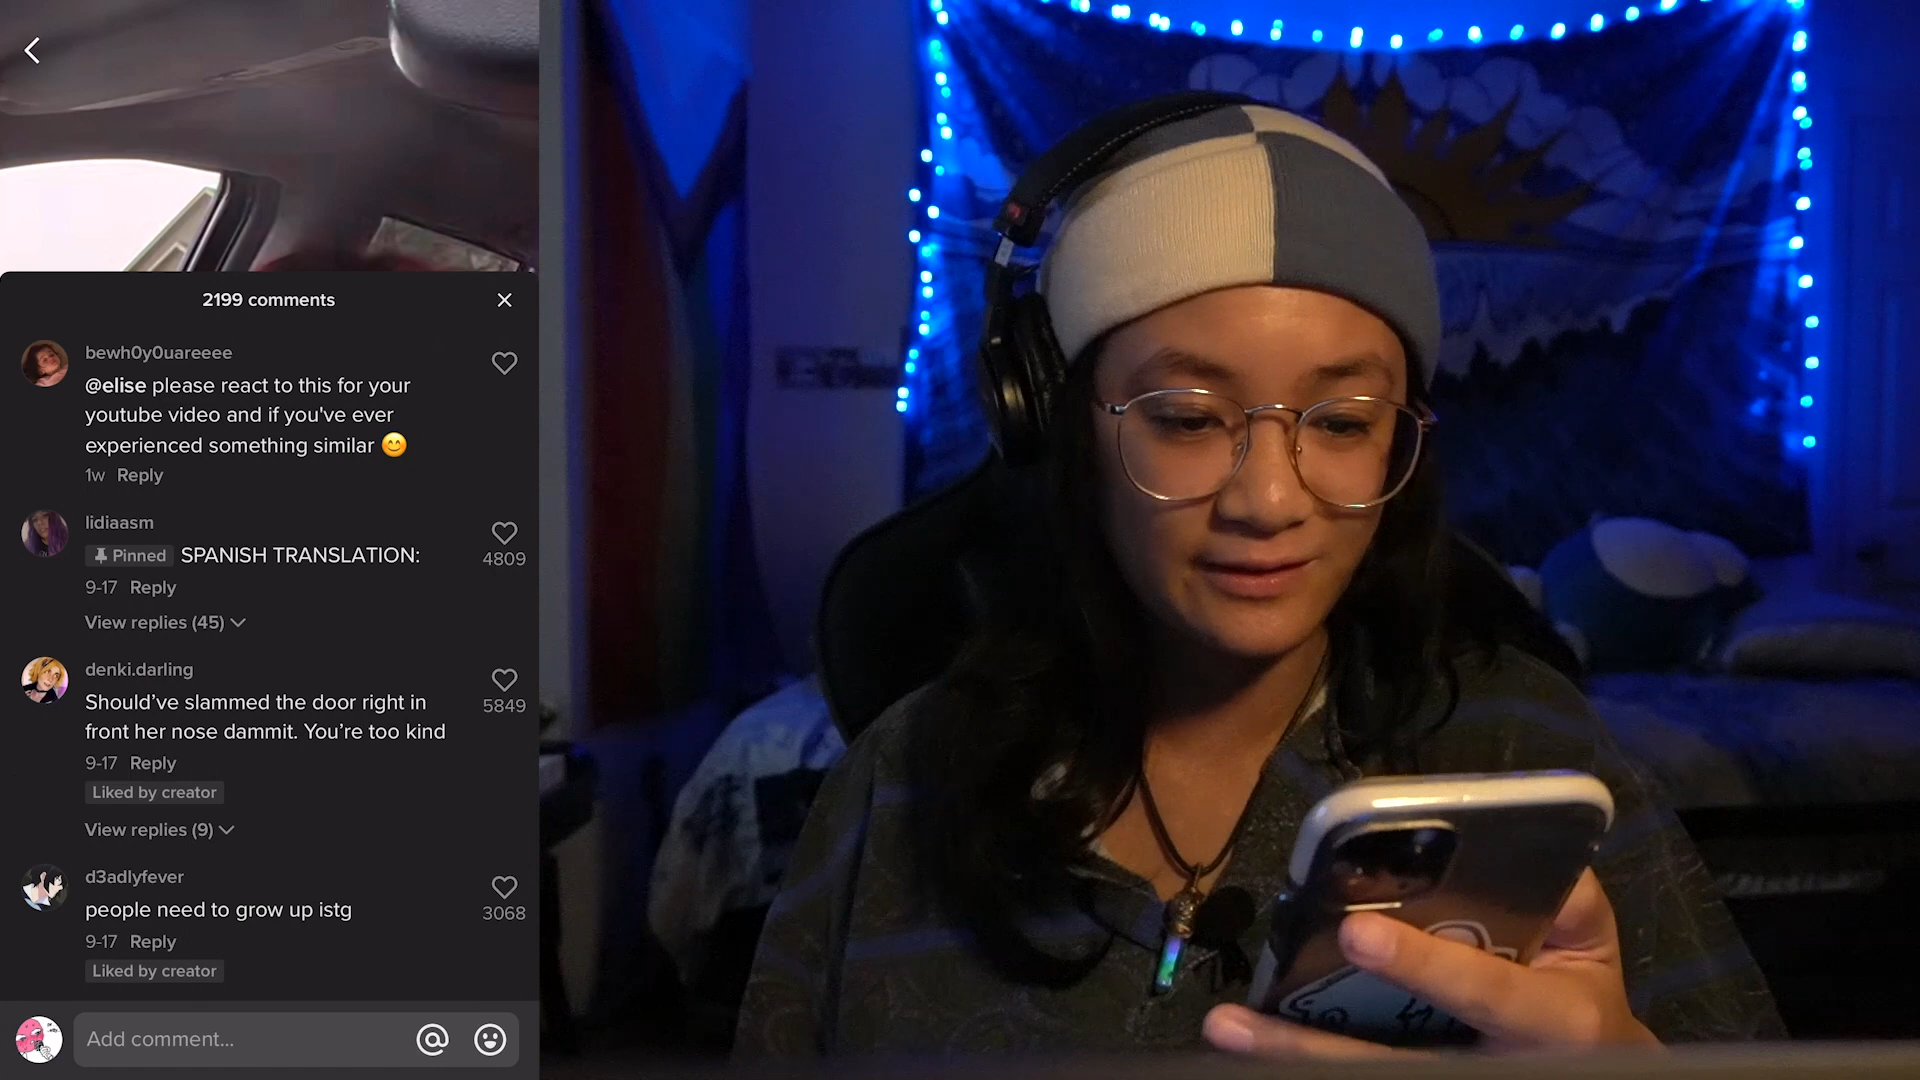 2199 comments
bewh0y0uareeee
@elise please react to this for your
youtube video and if you've ever
experienced something similar 😊
1w Reply
lidiaasm
Pinned SPANISH TRANSLATION:
4809
9-17 Reply
View replies (45)
denki.darling
Should’ve slammed the door right in
front her nose dammit. You’re too kind
5849
9-17 Reply
Liked by creator
View replies (9)
d3adlyfever
people need to grow up istg
3068
9-17 Reply
Liked by creator
Add comment...